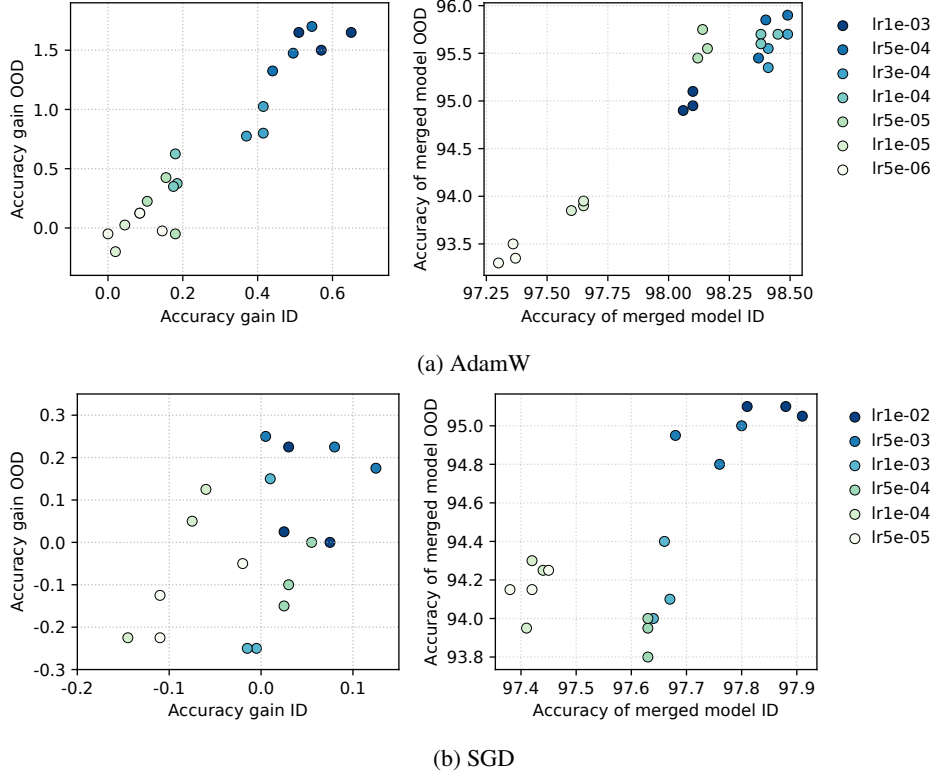 1.5
1.0
0.5
0.0
Accuracy gain OOD
0.0 0.2 0.4 0.6
Accuracy gain ID
96.0
95.5
95.0
94.5
94.0
93.5
Accuracy of merged model OOD
97.25 97.50 97.75 98.00 98.25 98.50
Accuracy of merged model ID
lr1e-03
lr5e-04
lr3e-04
lr1e-04
lr5e-05
lr1e-05
lr5e-06
(a) AdamW
0.3
0.2
0.1
0.0
-0.1
-0.2
-0.3
Accuracy gain OOD
-0.2 -0.1 0.0 0.1
Accuracy gain ID
95.0
94.8
94.6
94.4
94.2
94.0
93.8
Accuracy of merged model OOD
97.4 97.5 97.6 97.7 97.8 97.9
Accuracy of merged model ID
lr1e-02
lr5e-03
lr1e-03
lr5e-04
lr1e-04
lr5e-05
(b) SGD